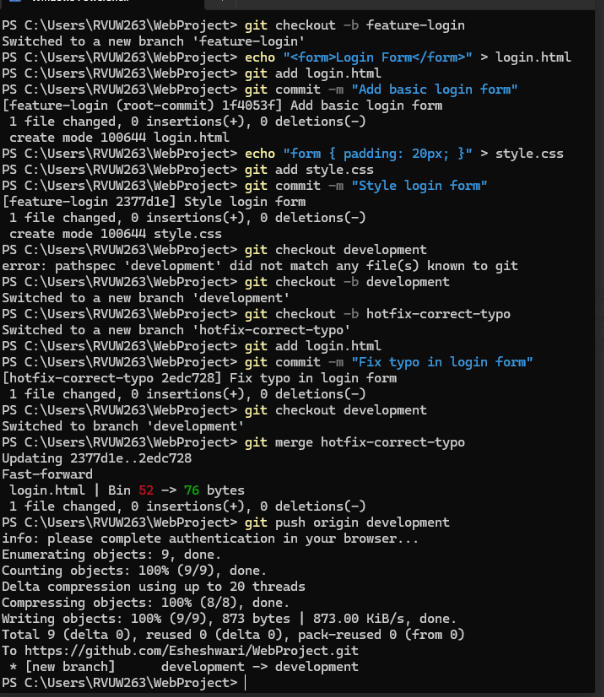 PS C:\Users\RVUW263\WebProject> git checkout -b feature-login
Switched to a new branch 'feature-login'
PS C:\Users\RVUW263\WebProject> echo "<form>Login Form</form>" > login.html
PS C:\Users\RVUW263\WebProject> git add login.html
PS C:\Users\RVUW263\WebProject> git commit -m "Add basic login form"
[feature-login (root-commit) 1f4053f] Add basic login form
 1 file changed, 0 insertions(+), 0 deletions(-)
 create mode 100644 login.html
PS C:\Users\RVUW263\WebProject> echo "form { padding: 20px; }" > style.css
PS C:\Users\RVUW263\WebProject> git add style.css
PS C:\Users\RVUW263\WebProject> git commit -m "Style login form"
[feature-login 2377d1e] Style login form
 1 file changed, 0 insertions(+), 0 deletions(-)
 create mode 100644 style.css
PS C:\Users\RVUW263\WebProject> git checkout development
error: pathspec 'development' did not match any file(s) known to git
PS C:\Users\RVUW263\WebProject> git checkout -b development
Switched to a new branch 'development'
PS C:\Users\RVUW263\WebProject> git checkout -b hotfix-correct-typo
Switched to a new branch 'hotfix-correct-typo'
PS C:\Users\RVUW263\WebProject> git add login.html
PS C:\Users\RVUW263\WebProject> git commit -m "Fix typo in login form"
[hotfix-correct-typo 2edc728] Fix typo in login form
 1 file changed, 0 insertions(+), 0 deletions(-)
PS C:\Users\RVUW263\WebProject> git checkout development
Switched to branch 'development'
PS C:\Users\RVUW263\WebProject> git merge hotfix-correct-typo
Updating 2377d1e..2edc728
Fast-forward
 login.html | Bin 52 -> 76 bytes
 1 file changed, 0 insertions(+), 0 deletions(-)
PS C:\Users\RVUW263\WebProject> git push origin development
info: please complete authentication in your browser...
Enumerating objects: 9, done.
Counting objects: 100% (9/9), done.
Delta compression using up to 20 threads
Compressing objects: 100% (8/8), done.
Writing objects: 100% (9/9), 873 bytes | 873.00 KiB/s, done.
Total 9 (delta 0), reused 0 (delta 0), pack-reused 0 (from 0)
To https://github.com/Esheshwari/WebProject.git
 * [new branch]      development -> development
PS C:\Users\RVUW263\WebProject>